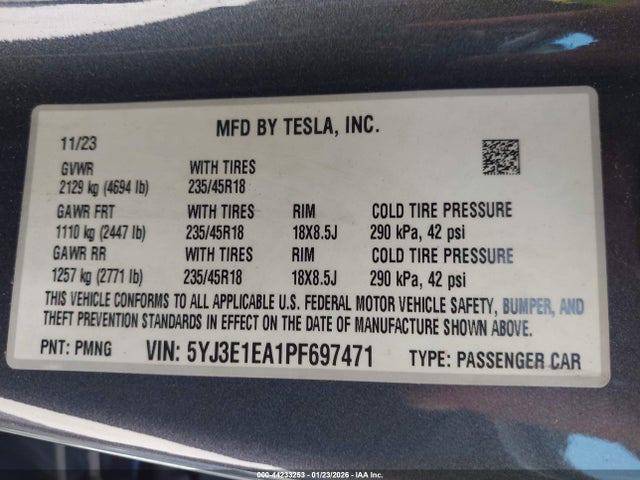 MFD BY TESLA, INC.
11/23
GVWR WITH TIRES
2129 kg (4694 lb) 235/45R18
GAWR FRT WITH TIRES RIM COLD TIRE PRESSURE
1110 kg (2447 lb) 235/45R18 18X8.5J 290 kPa, 42 psi
GAWR RR WITH TIRES RIM COLD TIRE PRESSURE
1257 kg (2771 lb) 235/45R18 18X8.5J 290 kPa, 42 psi
THIS VEHICLE CONFORMS TO ALL APPLICABLE U.S. FEDERAL MOTOR VEHICLE SAFETY, BUMPER, AND
THEFT PREVENTION STANDARDS IN EFFECT ON THE DATE OF MANUFACTURE SHOWN ABOVE.
PNT: PMNG VIN: 5YJ3E1EA1PF697471 TYPE: PASSENGER CAR
000-44233253 - 01/23/2026 - IAA Inc.